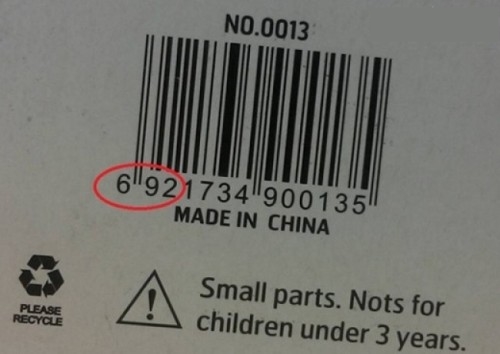 NO.0013
6 921734 900135
MADE IN CHINA
PLEASE
RECYCLE
Small parts. Nots for
children under 3 years.